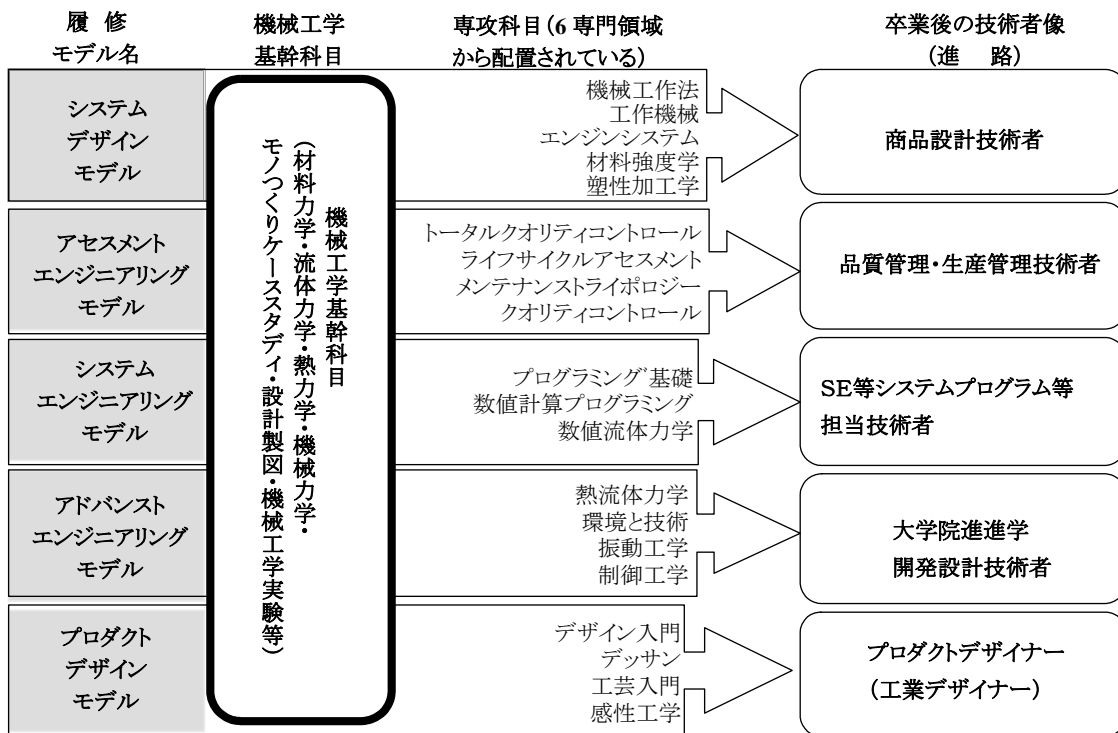 履 修
モデル名
機械工学
基幹科目
専攻科目(6 専門領域
から配置されている)
卒業後の技術者像
(進 路)
システム
デザイン
モデル
機械工学基幹科目
(材料力学・流体力学・熱力学・機械力学・
モノつくりケーススタディ・設計製図・機械工学実験等)
機械工作法
工作機械
エンジンシステム
材料強度学
塑性加工学
商品設計技術者
アセスメント
エンジニアリング
モデル
トータルクオリティコントロール
ライフサイクルアセスメント
メンテナンストライポロジー
クオリティコントロール
品質管理・生産管理技術者
システム
エンジニアリング
モデル
プログラミング基礎
数値計算プログラミング
数値流体力学
SE等システムプログラム等
担当技術者
アドバンスト
エンジニアリング
モデル
熱流体力学
環境と技術
振動工学
制御工学
大学院進進学
開発設計技術者
プロダクト
デザイン
モデル
デザイン入門
デッサン
工芸入門
感性工学
プロダクトデザイナー
(工業デザイナー)